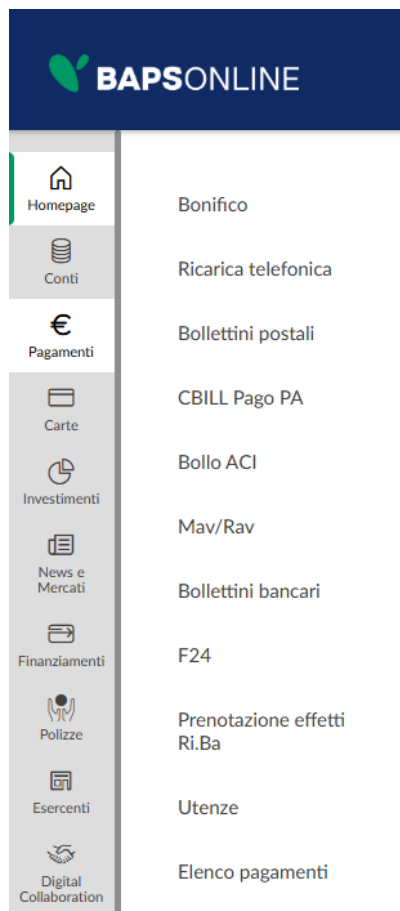 BAPSONLINE
Homepage
Conti
Pagamenti
Carte
Investimenti
News e
Mercati
Finanziamenti
Polizze
Esercenti
Digital
Collaboration
Bonifico
Ricarica telefonica
Bollettini postali
CBILL Pago PA
Bollo ACI
Mav/Rav
Bollettini bancari
F24
Prenotazione effetti
Ri.Ba
Utenze
Elenco pagamenti